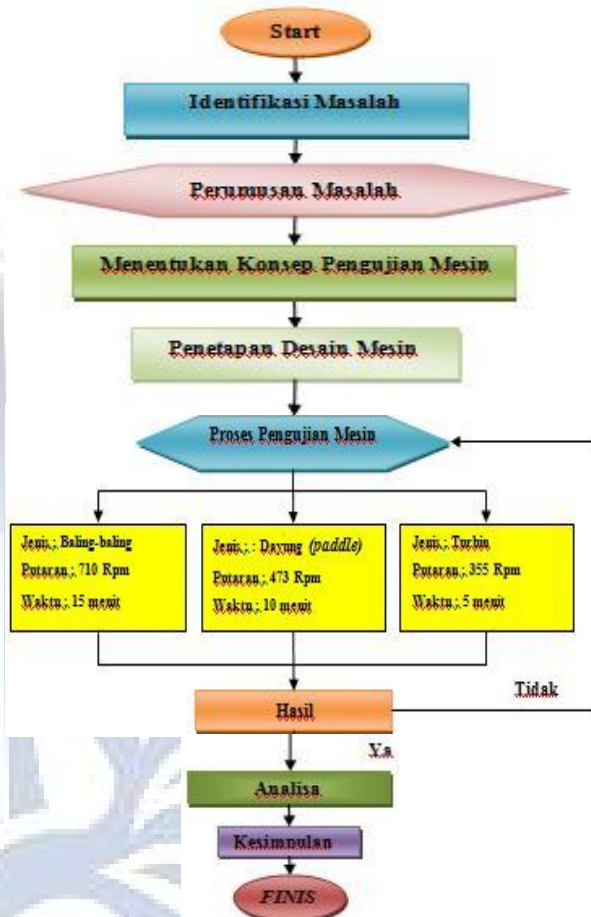 Start
Identifikasi Masalah
Perumusan Masalah
Menentukan Konsep Pengujian Mesin
Penetapan Desain Mesin
Proses Pengujian Mesin
Jenis ; Baling-baling
Putaran ; 710 Rpm
Waktu ; 15 menit
Jenis ; : Dayung (paddle)
Putaran ; 473 Rpm
Waktu ; 10 menit
Jenis ; Turbin
Putaran ; 355 Rpm
Waktu ; 5 menit
Hasil
Tidak
Ya
Analisa
Kesimpulan
FINIS